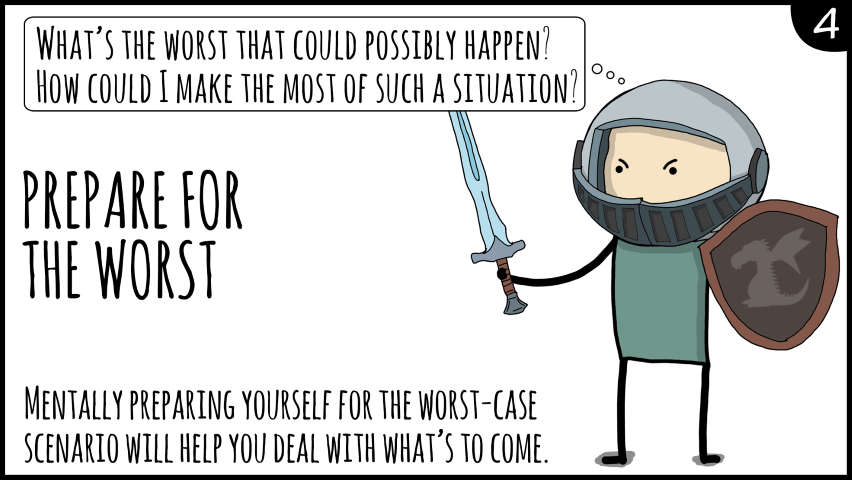 4
What's the worst that could possibly happen?
How could I make the most of such a situation?
PREPARE FOR
THE WORST
Mentally preparing yourself for the worst-case
scenario will help you deal with what's to come.